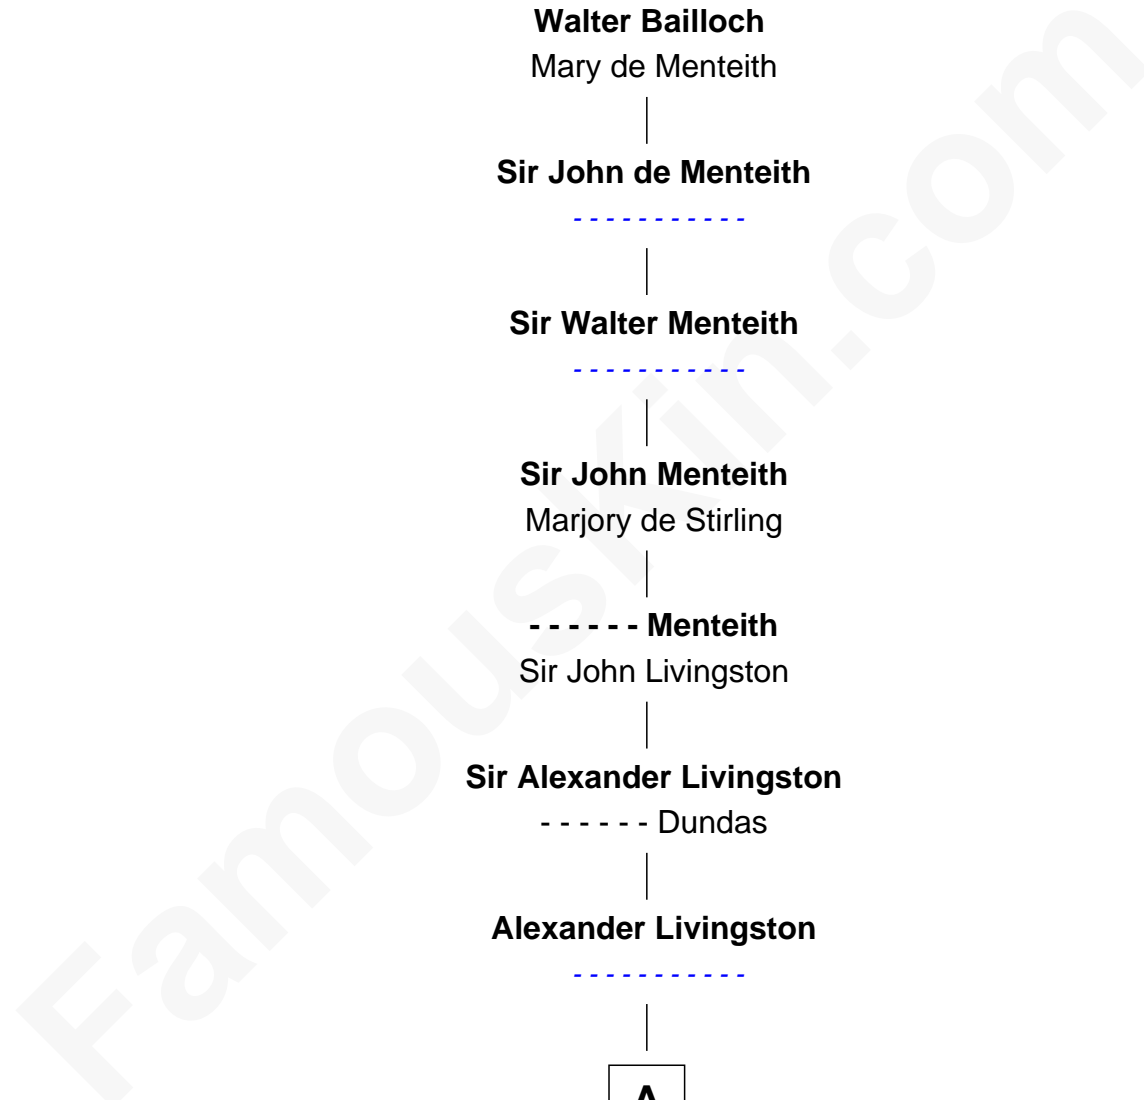 Walter Bailloch
Mary de Menteith
Sir John de Menteith
- - - - - - - - - - -
Sir Walter Menteith
- - - - - - - - - - -
Sir John Menteith
Marjory de Stirling
- - - - - - Menteith
Sir John Livingston
Sir Alexander Livingston
- - - - - - Dundas
Alexander Livingston
- - - - - - - - - - -
A
FamousKin.com